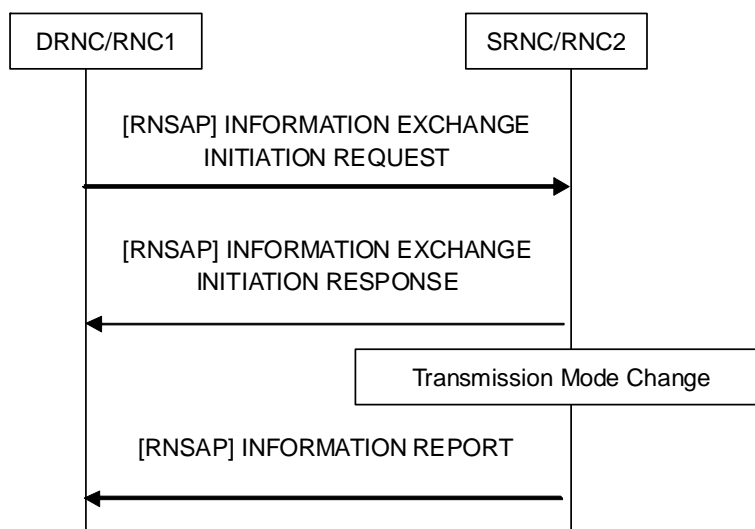 DRNC/RNC1
SRNC/RNC2
[RNSAP] INFORMATION EXCHANGE
INITIATION REQUEST
[RNSAP] INFORMATION EXCHANGE
INITIATION RESPONSE
Transmission Mode Change
[RNSAP] INFORMATION REPORT